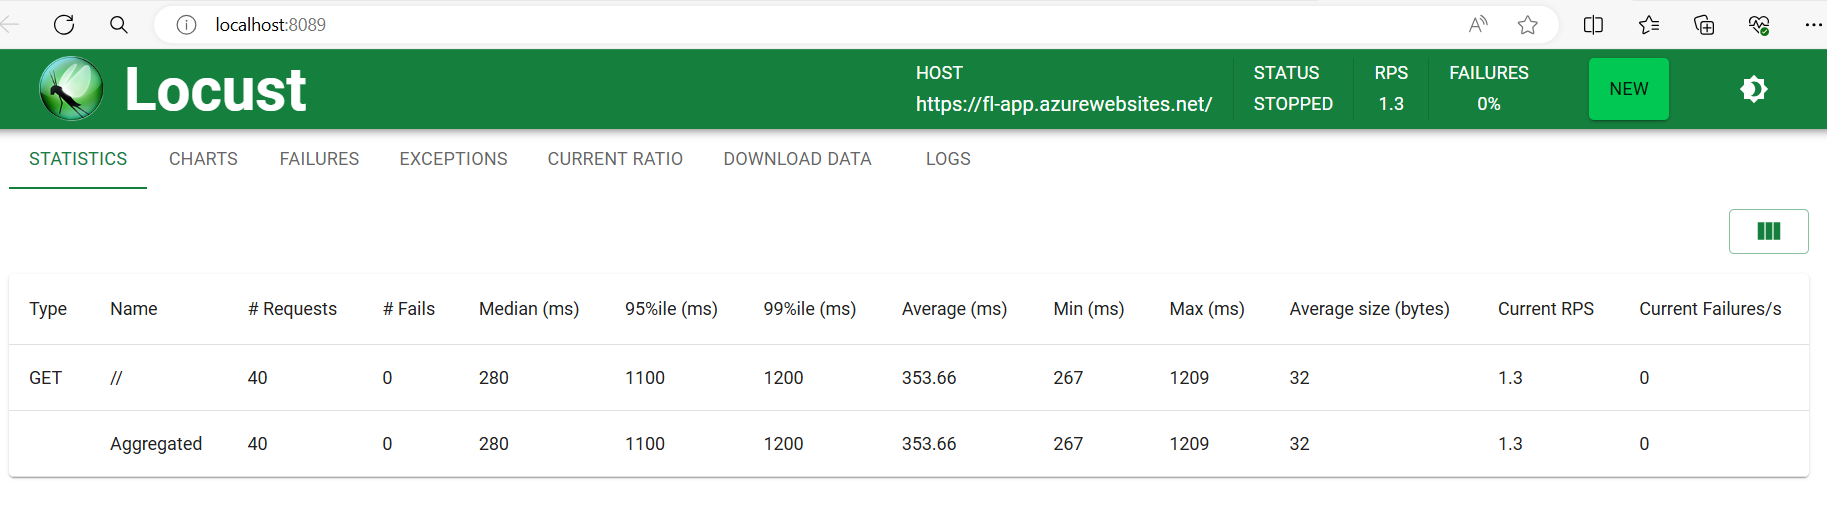 localhost:8089
Locust
HOST
https://fl-app.azurewebsites.net/
STATUS
STOPPED
RPS
1.3
FAILURES
0%
NEW
STATISTICS CHARTS FAILURES EXCEPTIONS CURRENT RATIO DOWNLOAD DATA LOGS
Type Name # Requests # Fails Median (ms) 95%ile (ms) 99%ile (ms) Average (ms) Min (ms) Max (ms) Average size (bytes) Current RPS Current Failures/s
GET // 40 0 280 1100 1200 353.66 267 1209 32 1.3 0
Aggregated 40 0 280 1100 1200 353.66 267 1209 32 1.3 0